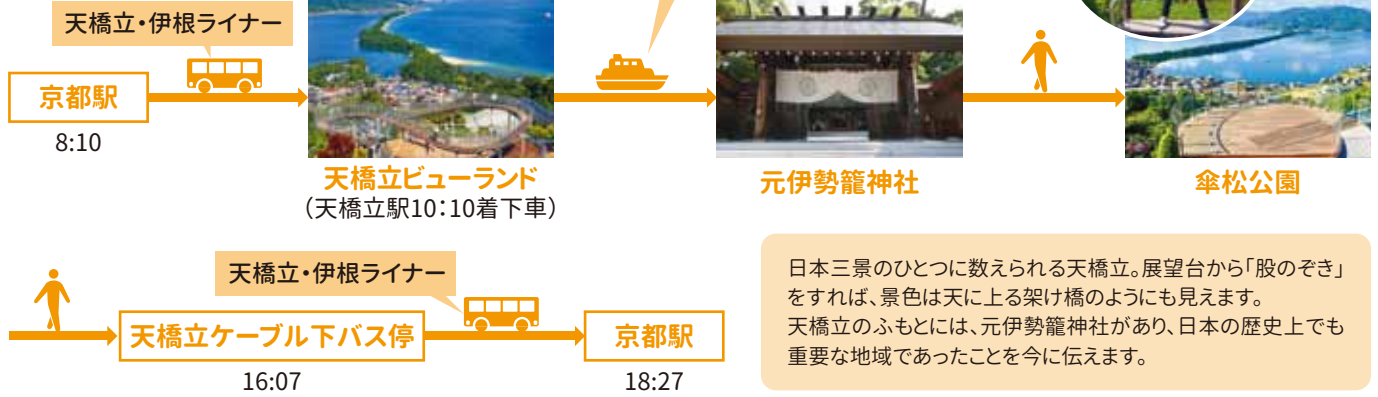 天橋立・伊根ライナー
京都駅
8:10
天橋立ビューランド
(天橋立駅10:10着下車)
元伊勢籠神社
傘松公園
天橋立・伊根ライナー
天橋立ケーブル下バス停
16:07
京都駅
18:27
日本三景のひとつに数えられる天橋立。展望台から「股のぞき」
をすれば、景色は天に上る架け橋のようにも見えます。
天橋立のふもとには、元伊勢籠神社があり、日本の歴史上でも
重要な地域であったことを今に伝えます。